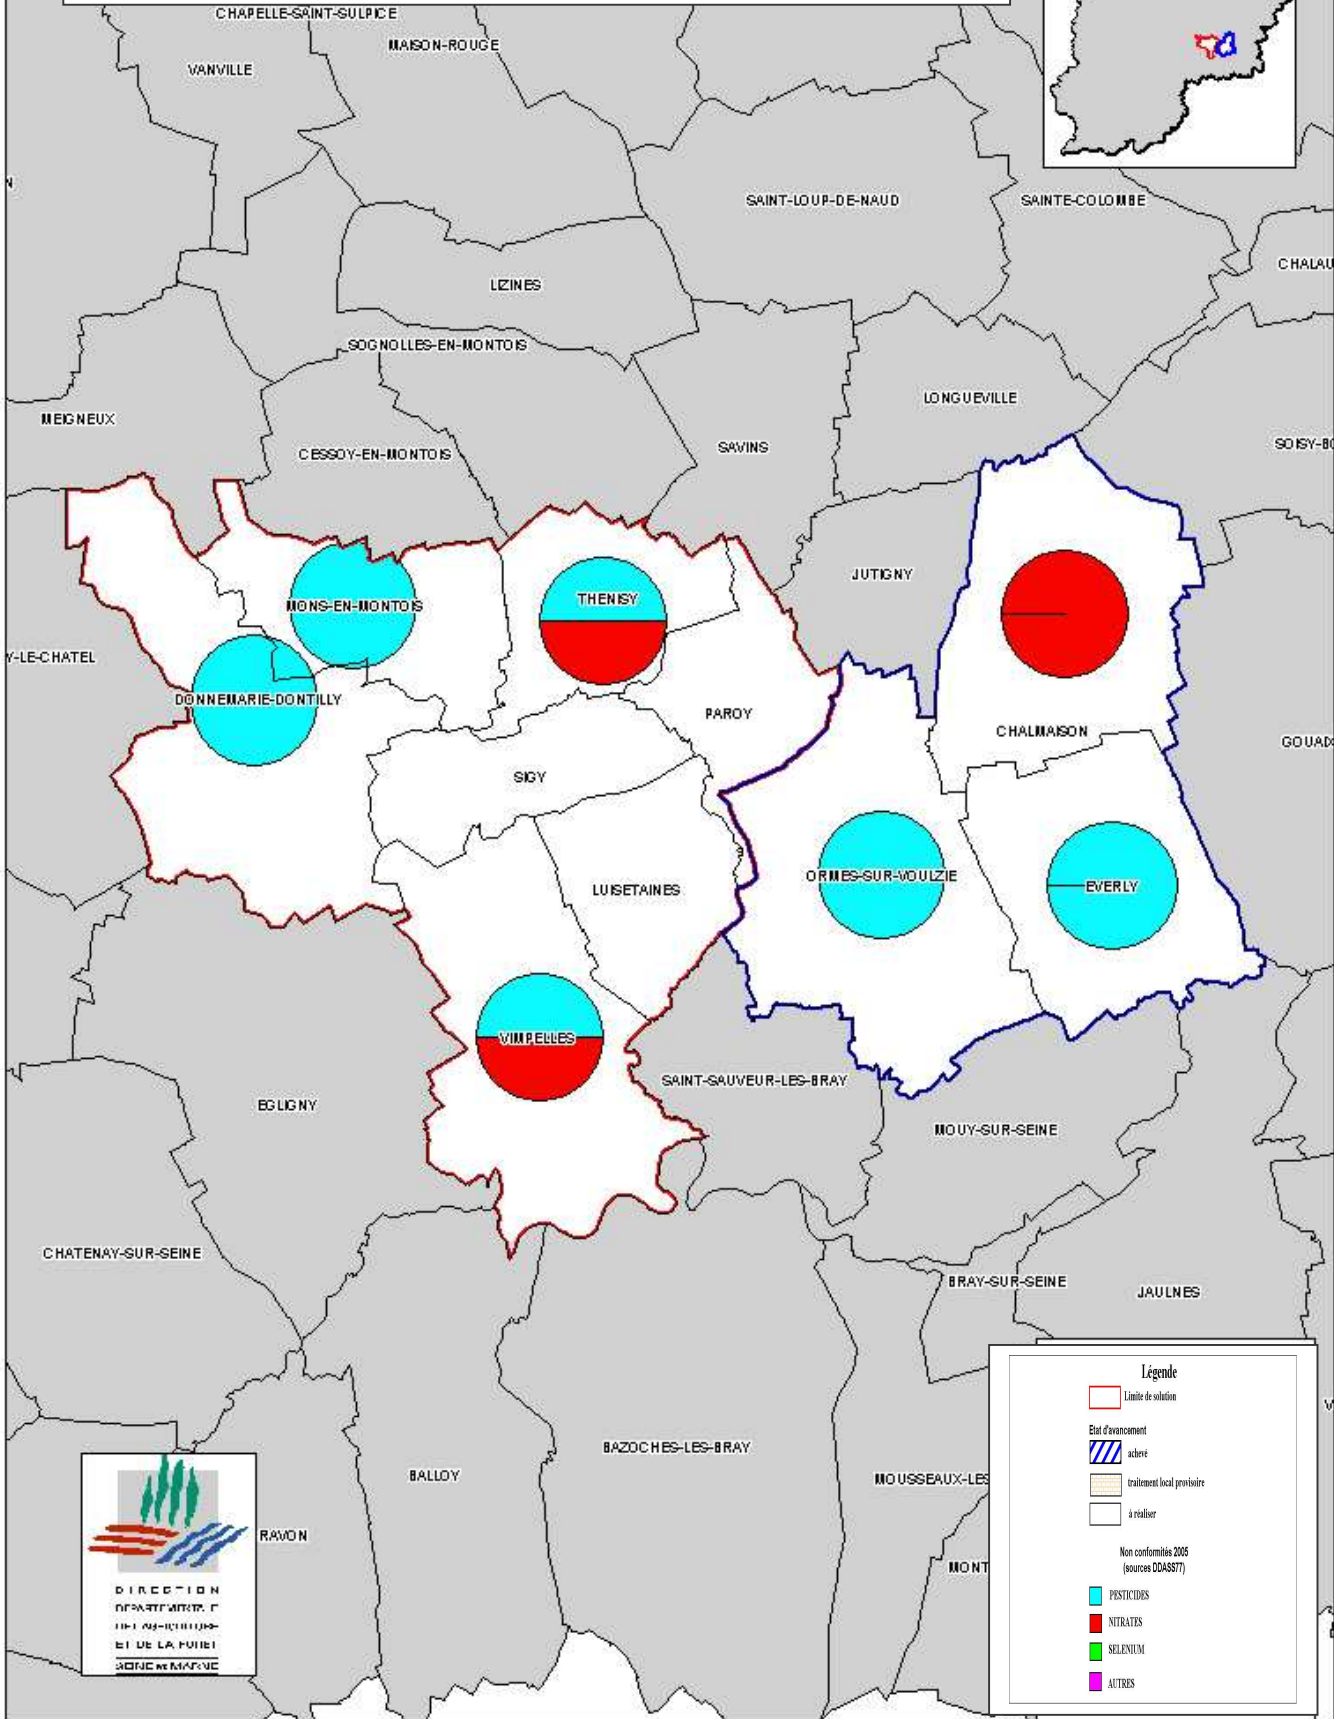 CHAPELLE-SAINT-SULPICE
MAISON-ROUGE
VANVILLE
N
SAINT-LOUP-DE-NAUD
SAINTE-COLOMBE
CHALAU
LIZINES
SOGNOLLES-EN-MONTOIS
LONGUEVILLE
MEIGNEUX
SAVINS
SOISY-BO
CESSOY-EN-MONTOIS
JUTIGNY
THENISY
MONS-EN-MONTOIS
Y-LE-CHATEL
DONNEMARIE-DONTILLY
PAROY
CHALMAISON
GOUAIX
SIGY
LUISETAINES
ORMES-SUR-VOULZIE
EVERLY
VIMPELLES
SAINT-SAUVEUR-LES-BRAY
EGLIGNY
MOUY-SUR-SEINE
CHATENAY-SUR-SEINE
BRAY-SUR-SEINE
JAULNES
BAZOCHES-LES-BRAY
BALLOY
MOUSSEAUX-LES
RAVON
MONT
Légende
Limite de solution
Etat d'avancement
achevé
traitement local provisoire
à réaliser
Non conformités 2005
(sources DDASS77)
PESTICIDES
NITRATES
SELENIUM
AUTRES
DIRECTION
DEPARTEMENTALE
DE L'AGRICULTURE
ET DE LA FORET
SEINE et MARNE